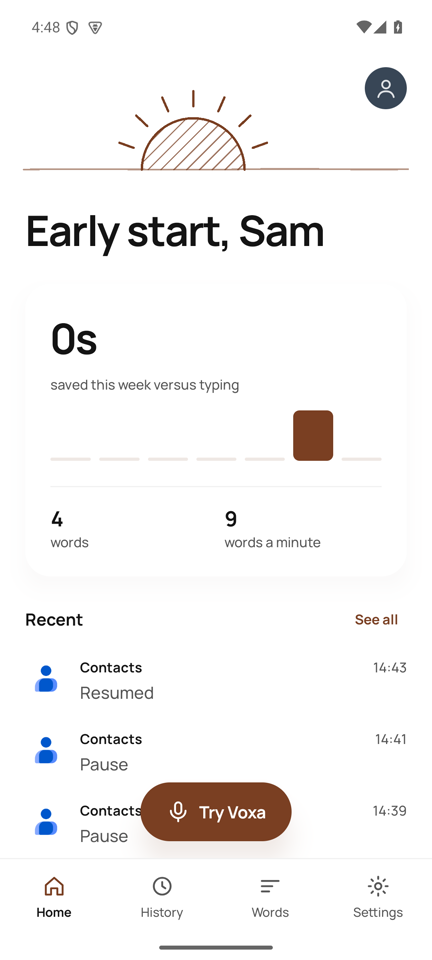 4:48
Early start, Sam
0s
saved this week versus typing
4
words
9
words a minute
Recent
See all
Contacts
14:43
Resumed
Contacts
14:41
Pause
Contacts
14:39
Pause
Try Voxa
Home
History
Words
Settings